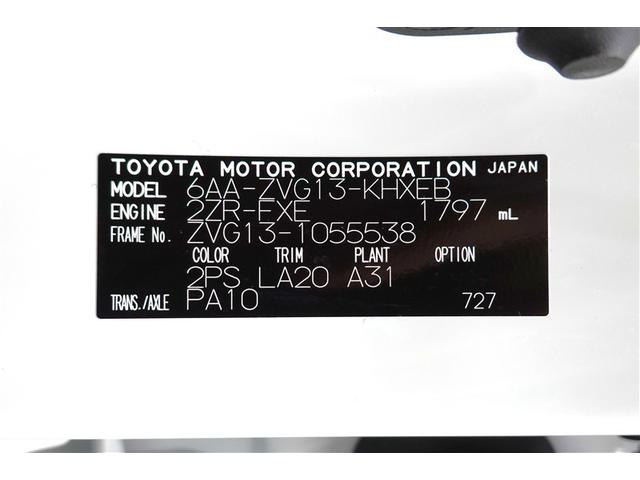 TOYOTA MOTOR CORPORATION JAPAN
MODEL 6AA-ZVG13-KHXEB
ENGINE 2ZR-FXE 1797 mL
FRAME No. ZVG13-1055538
COLOR TRIM PLANT OPTION
2PS LA20 A31
TRANS./AXLE PA10 727